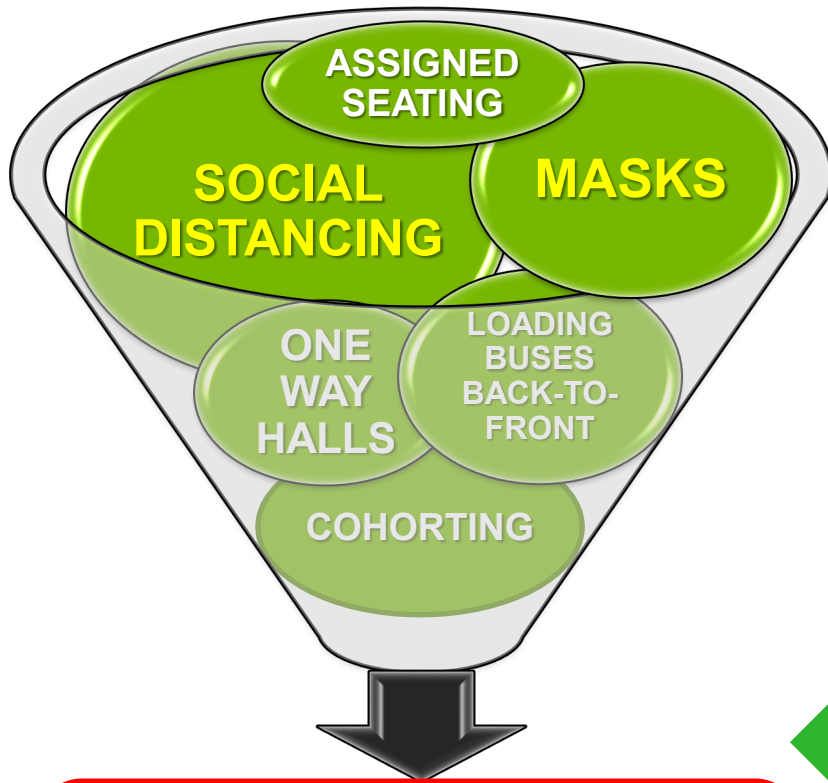 ASSIGNED
SEATING
SOCIAL
DISTANCING
MASKS
ONE
WAY
HALLS
LOADING
BUSES
BACK-TO-
FRONT
COHORTING